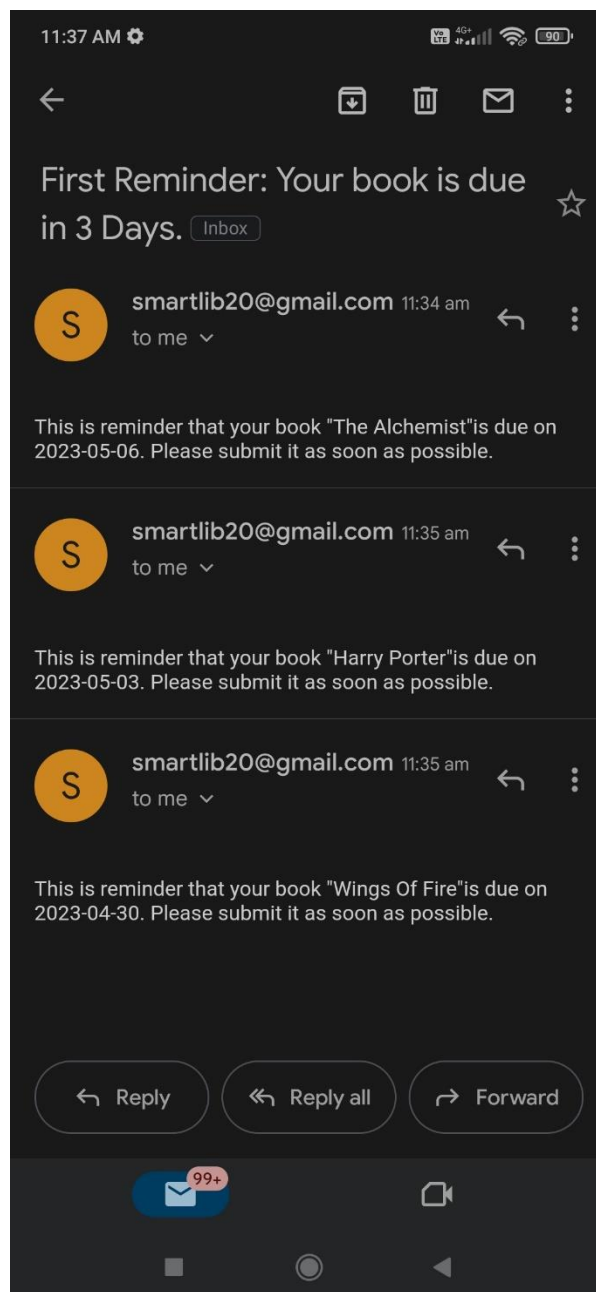 11:37 AM
Vo LTE 4G+ 90
First Reminder: Your book is due
in 3 Days. Inbox
S
smartlib20@gmail.com 11:34 am
to me
This is reminder that your book "The Alchemist"is due on
2023-05-06. Please submit it as soon as possible.
S
smartlib20@gmail.com 11:35 am
to me
This is reminder that your book "Harry Porter"is due on
2023-05-03. Please submit it as soon as possible.
S
smartlib20@gmail.com 11:35 am
to me
This is reminder that your book "Wings Of Fire"is due on
2023-04-30. Please submit it as soon as possible.
Reply Reply all Forward
99+